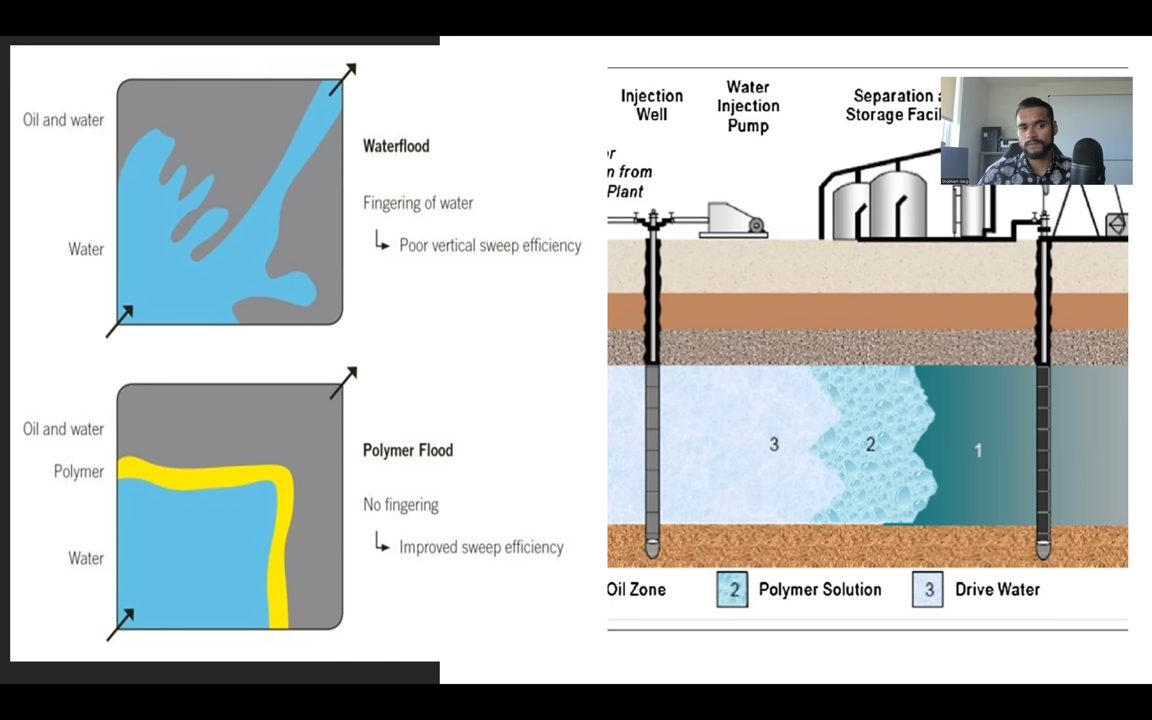 Oil and water
Water
Waterflood
Fingering of water
Poor vertical sweep efficiency
Oil and water
Polymer
Water
Polymer Flood
No fingering
Improved sweep efficiency
Injection
Well
Water
Injection
Pump
Separation a
Storage Facil
or
n from
Plant
3
2
1
Oil Zone
2 Polymer Solution
3 Drive Water